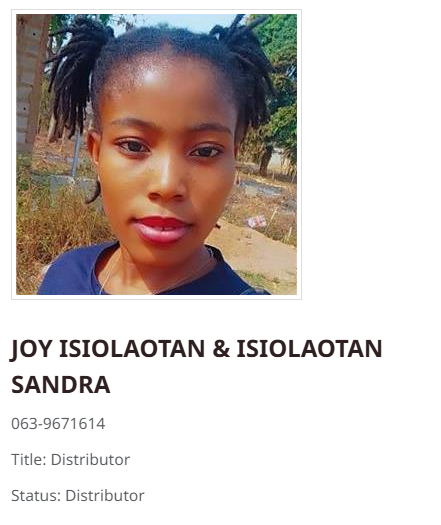 JOY ISIOLAOTAN & ISIOLAOTAN
SANDRA
063-9671614
Title: Distributor
Status: Distributor